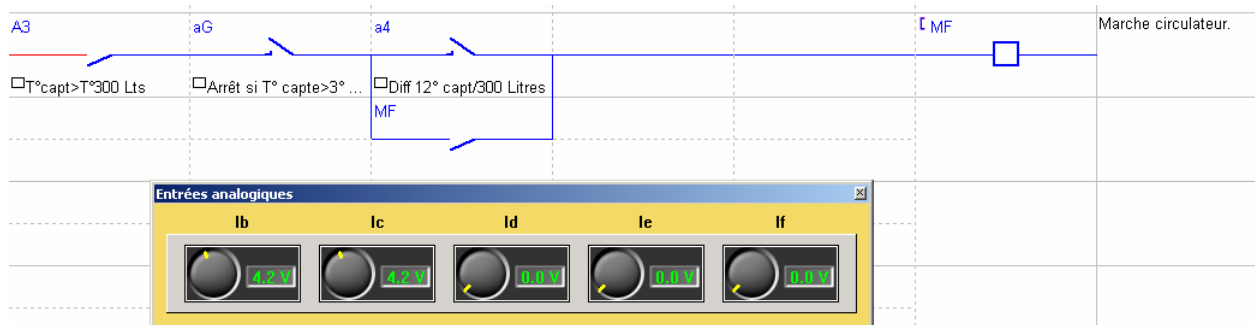 A3 aG a4 [ MF Marche circulateur.
T°capt>T°300 Lts Arrêt si T° capte>3° ... Diff 12° capt/300 Litres
MF
Entrées analogiques
Ib Ic Id Ie If
4.2 V 4.2 V 0.0 V 0.0 V 0.0 V